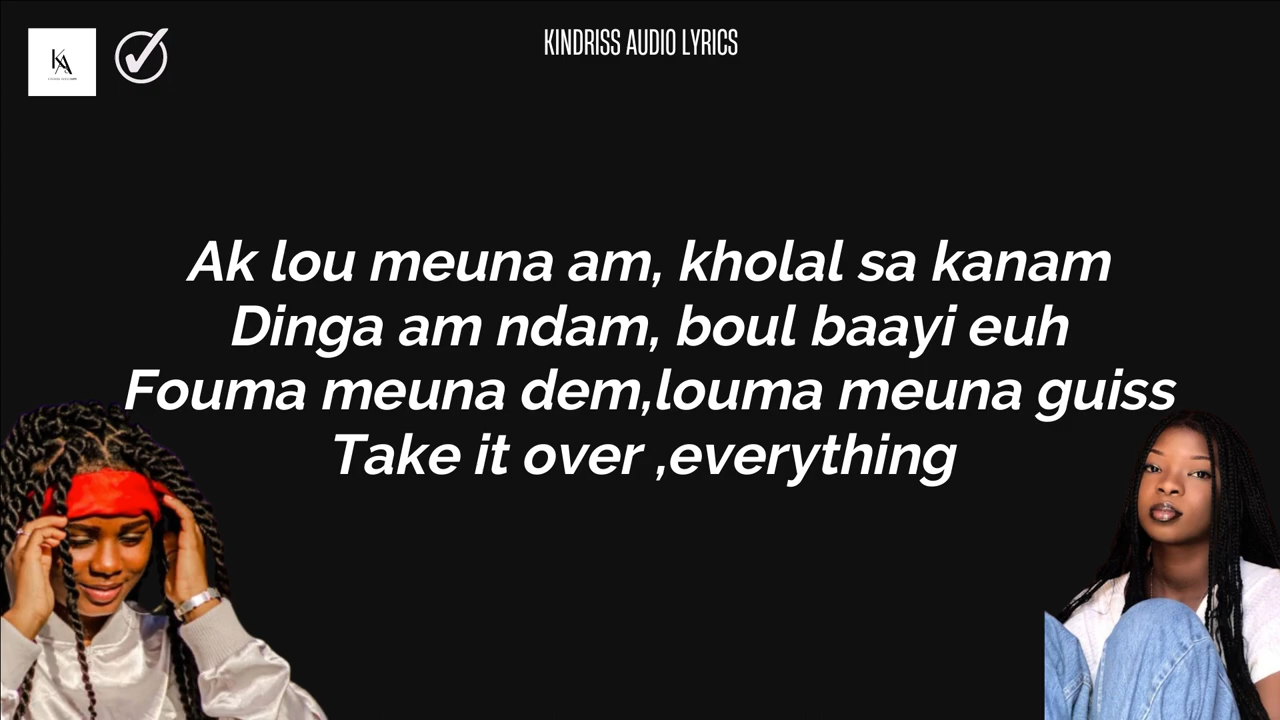 KINDRISS AUDIO LYRICS
KA
Ak lou meuna am, kholal sa kanam
Dinga am ndam, boul baayi euh
Fouma meuna dem,louma meuna guiss
Take it over ,everything